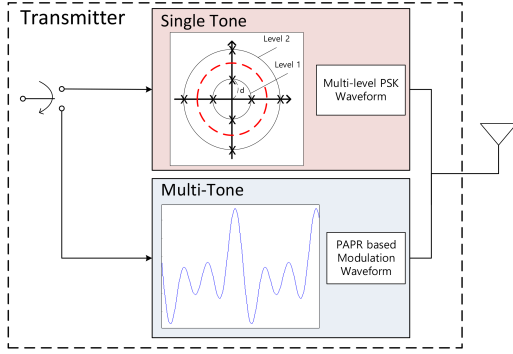 Transmitter
Single Tone
Level 2
Level 1
d
Multi-level PSK
Waveform
Multi-Tone
PAPR based
Modulation
Waveform